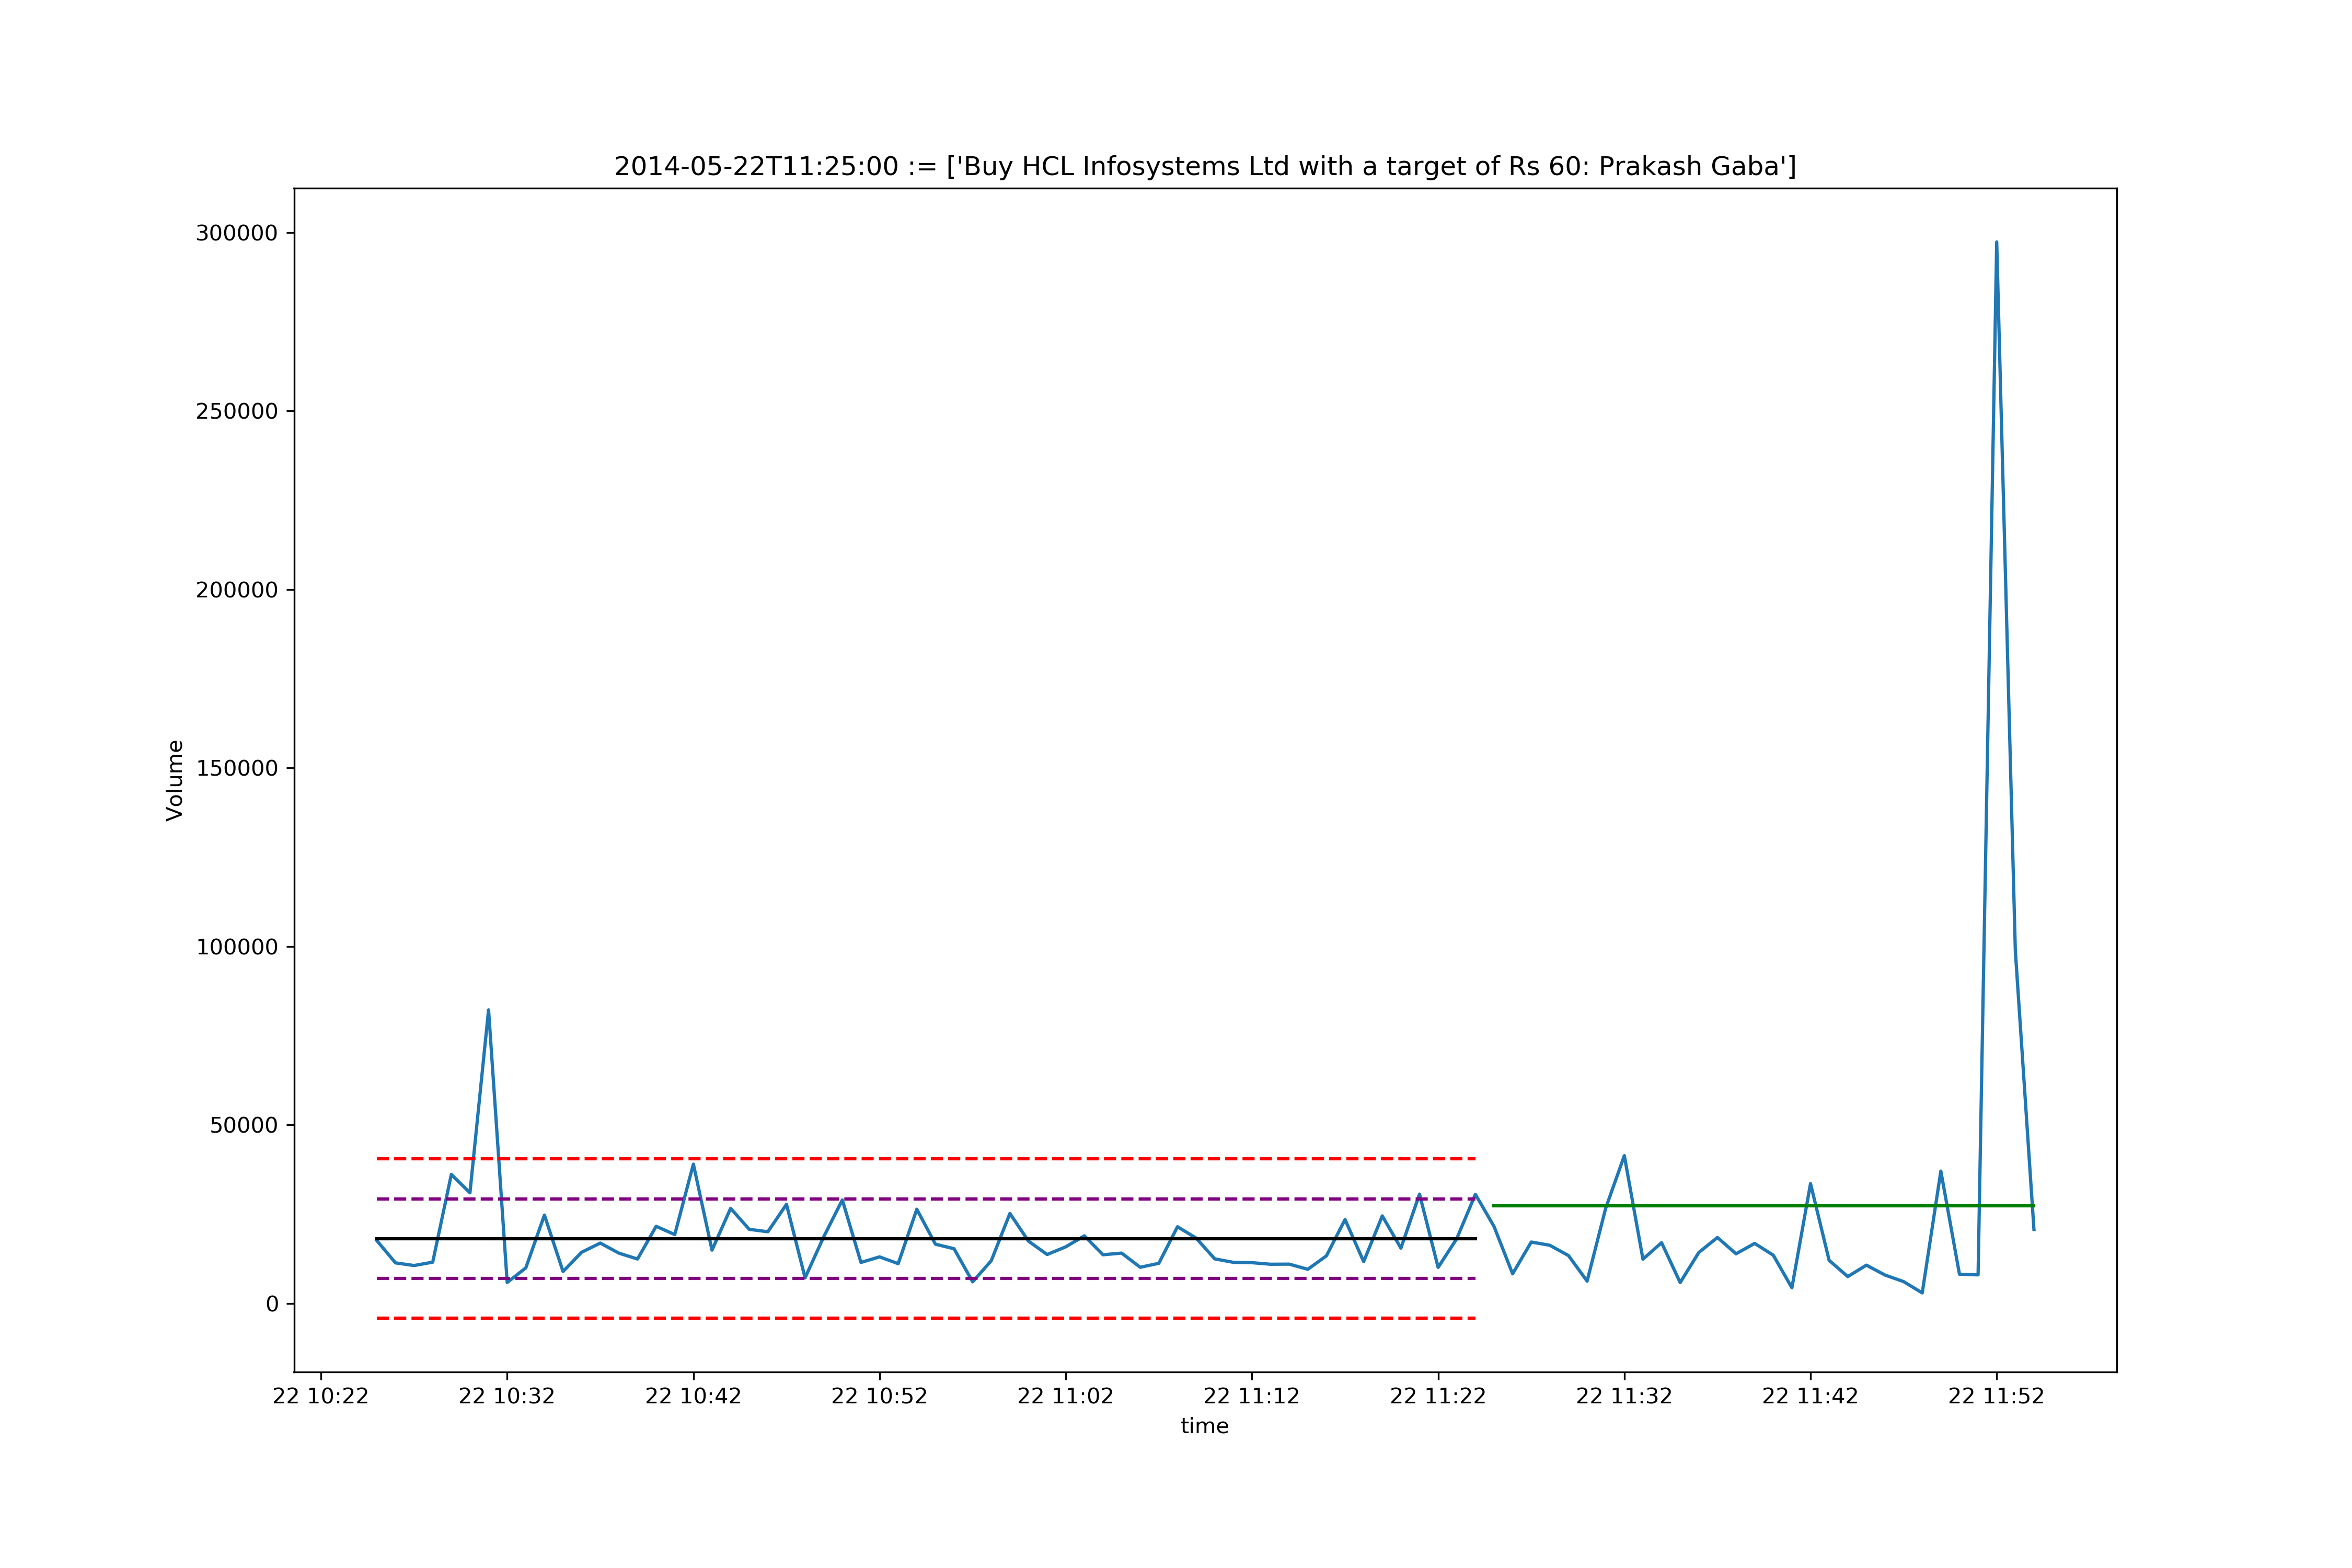 2014-05-22T11:25:00 := ['Buy HCL Infosystems Ltd with a target of Rs 60: Prakash Gaba']
300000
250000
200000
150000
100000
50000
0
Volume
22 10:22 22 10:32 22 10:42 22 10:52 22 11:02 22 11:12 22 11:22 22 11:32 22 11:42 22 11:52
time